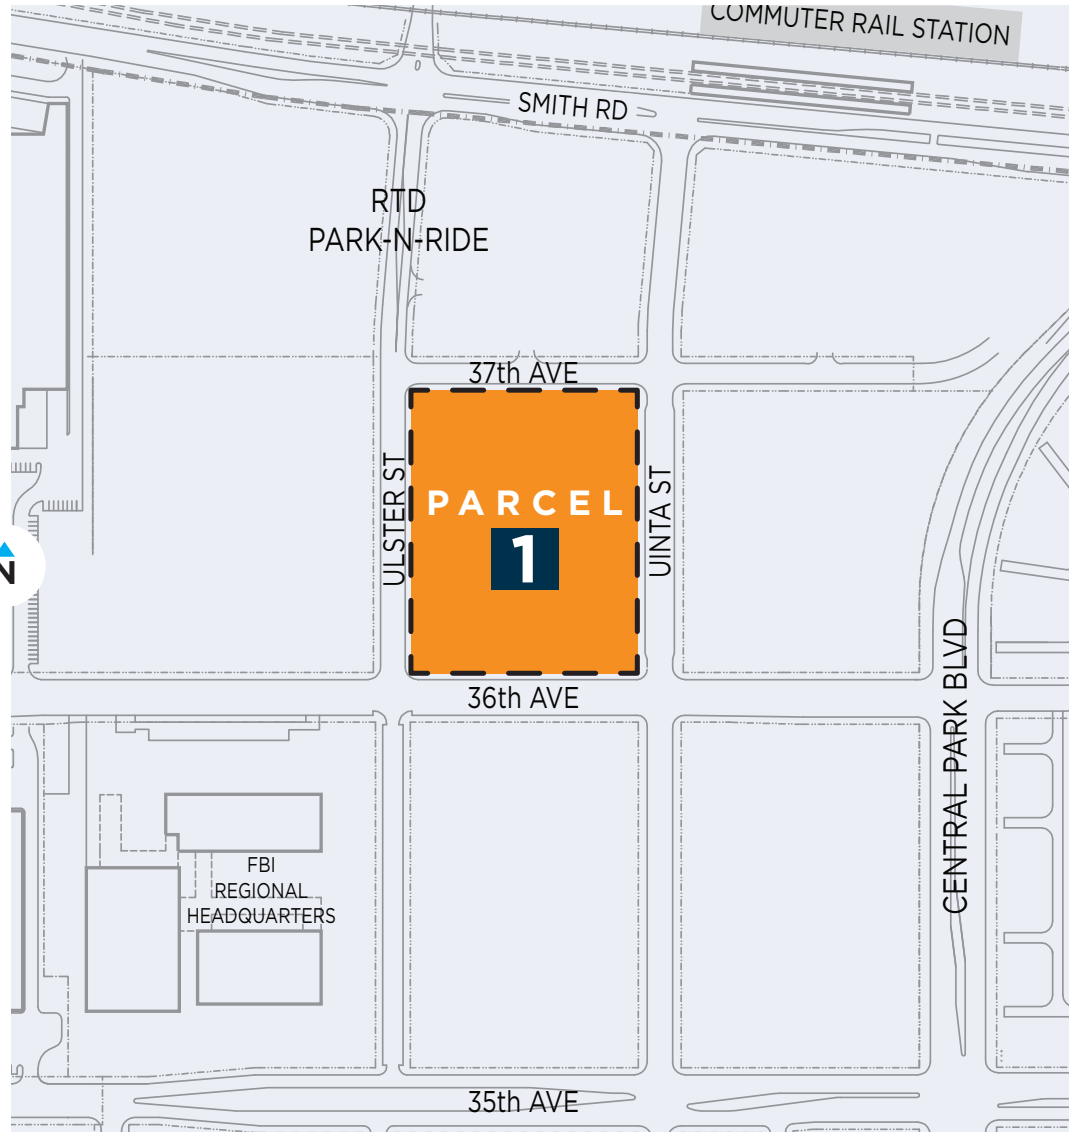 COMMUTER RAIL STATION
SMITH RD
RTD
PARK-N-RIDE
37th AVE
ULSTER ST
PARCEL
1
UINTA ST
N
36th AVE
CENTRAL PARK BLVD
FBI
REGIONAL
HEADQUARTERS
35th AVE